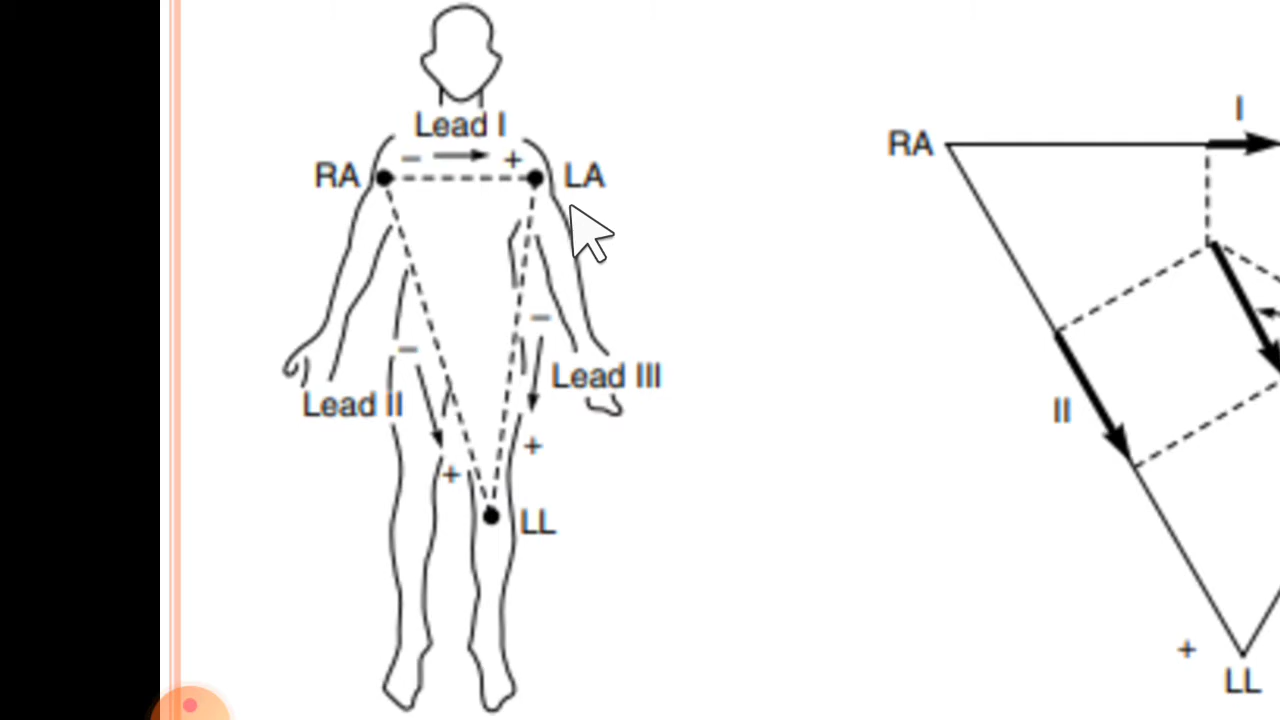 Lead I
− +
RA LA
−
−
Lead III
Lead II
+
+
LL
I
RA
II
+
LL